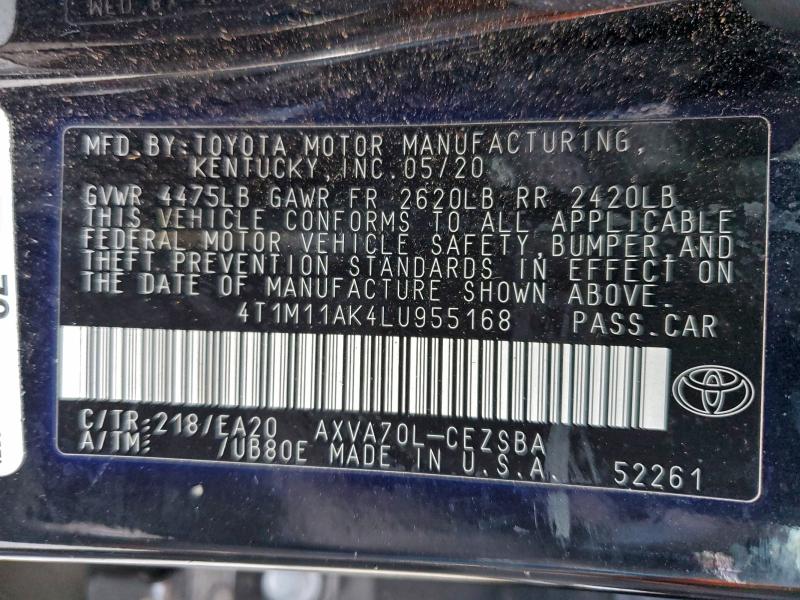 MFD. BY: TOYOTA MOTOR MANUFACTURING,
KENTUCKY, INC. 05/20
GVWR 4475LB GAWR FR 2620LB RR 2420LB
THIS VEHICLE CONFORMS TO ALL APPLICABLE
FEDERAL MOTOR VEHICLE SAFETY, BUMPER, AND
THEFT PREVENTION STANDARDS IN EFFECT ON
THE DATE OF MANUFACTURE SHOWN ABOVE.
4T1M11AK4LU955168 PASS.CAR
C/TR:218/EA20 AXVA70L-CEZSBA
A/TM: /UB80E MADE IN U.S.A. 52261